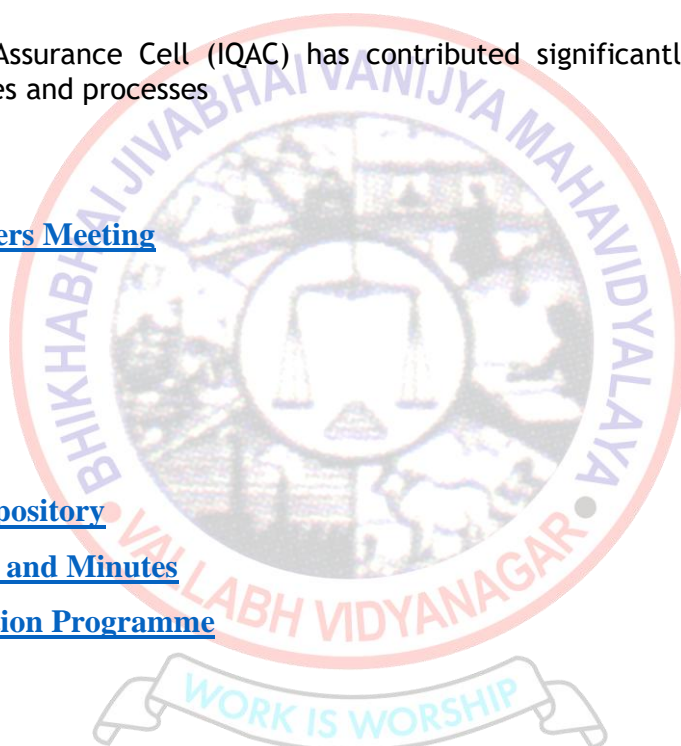 Assurance Cell (IQAC) has contributed significantl
es and processes
ers Meeting
pository
and Minutes
ion Programme
BHIKHABHAI JIVABHAI VANIJYA MAHAVIDYALAYA
VALLABH VIDYANAGAR
WORK IS WORSHIP